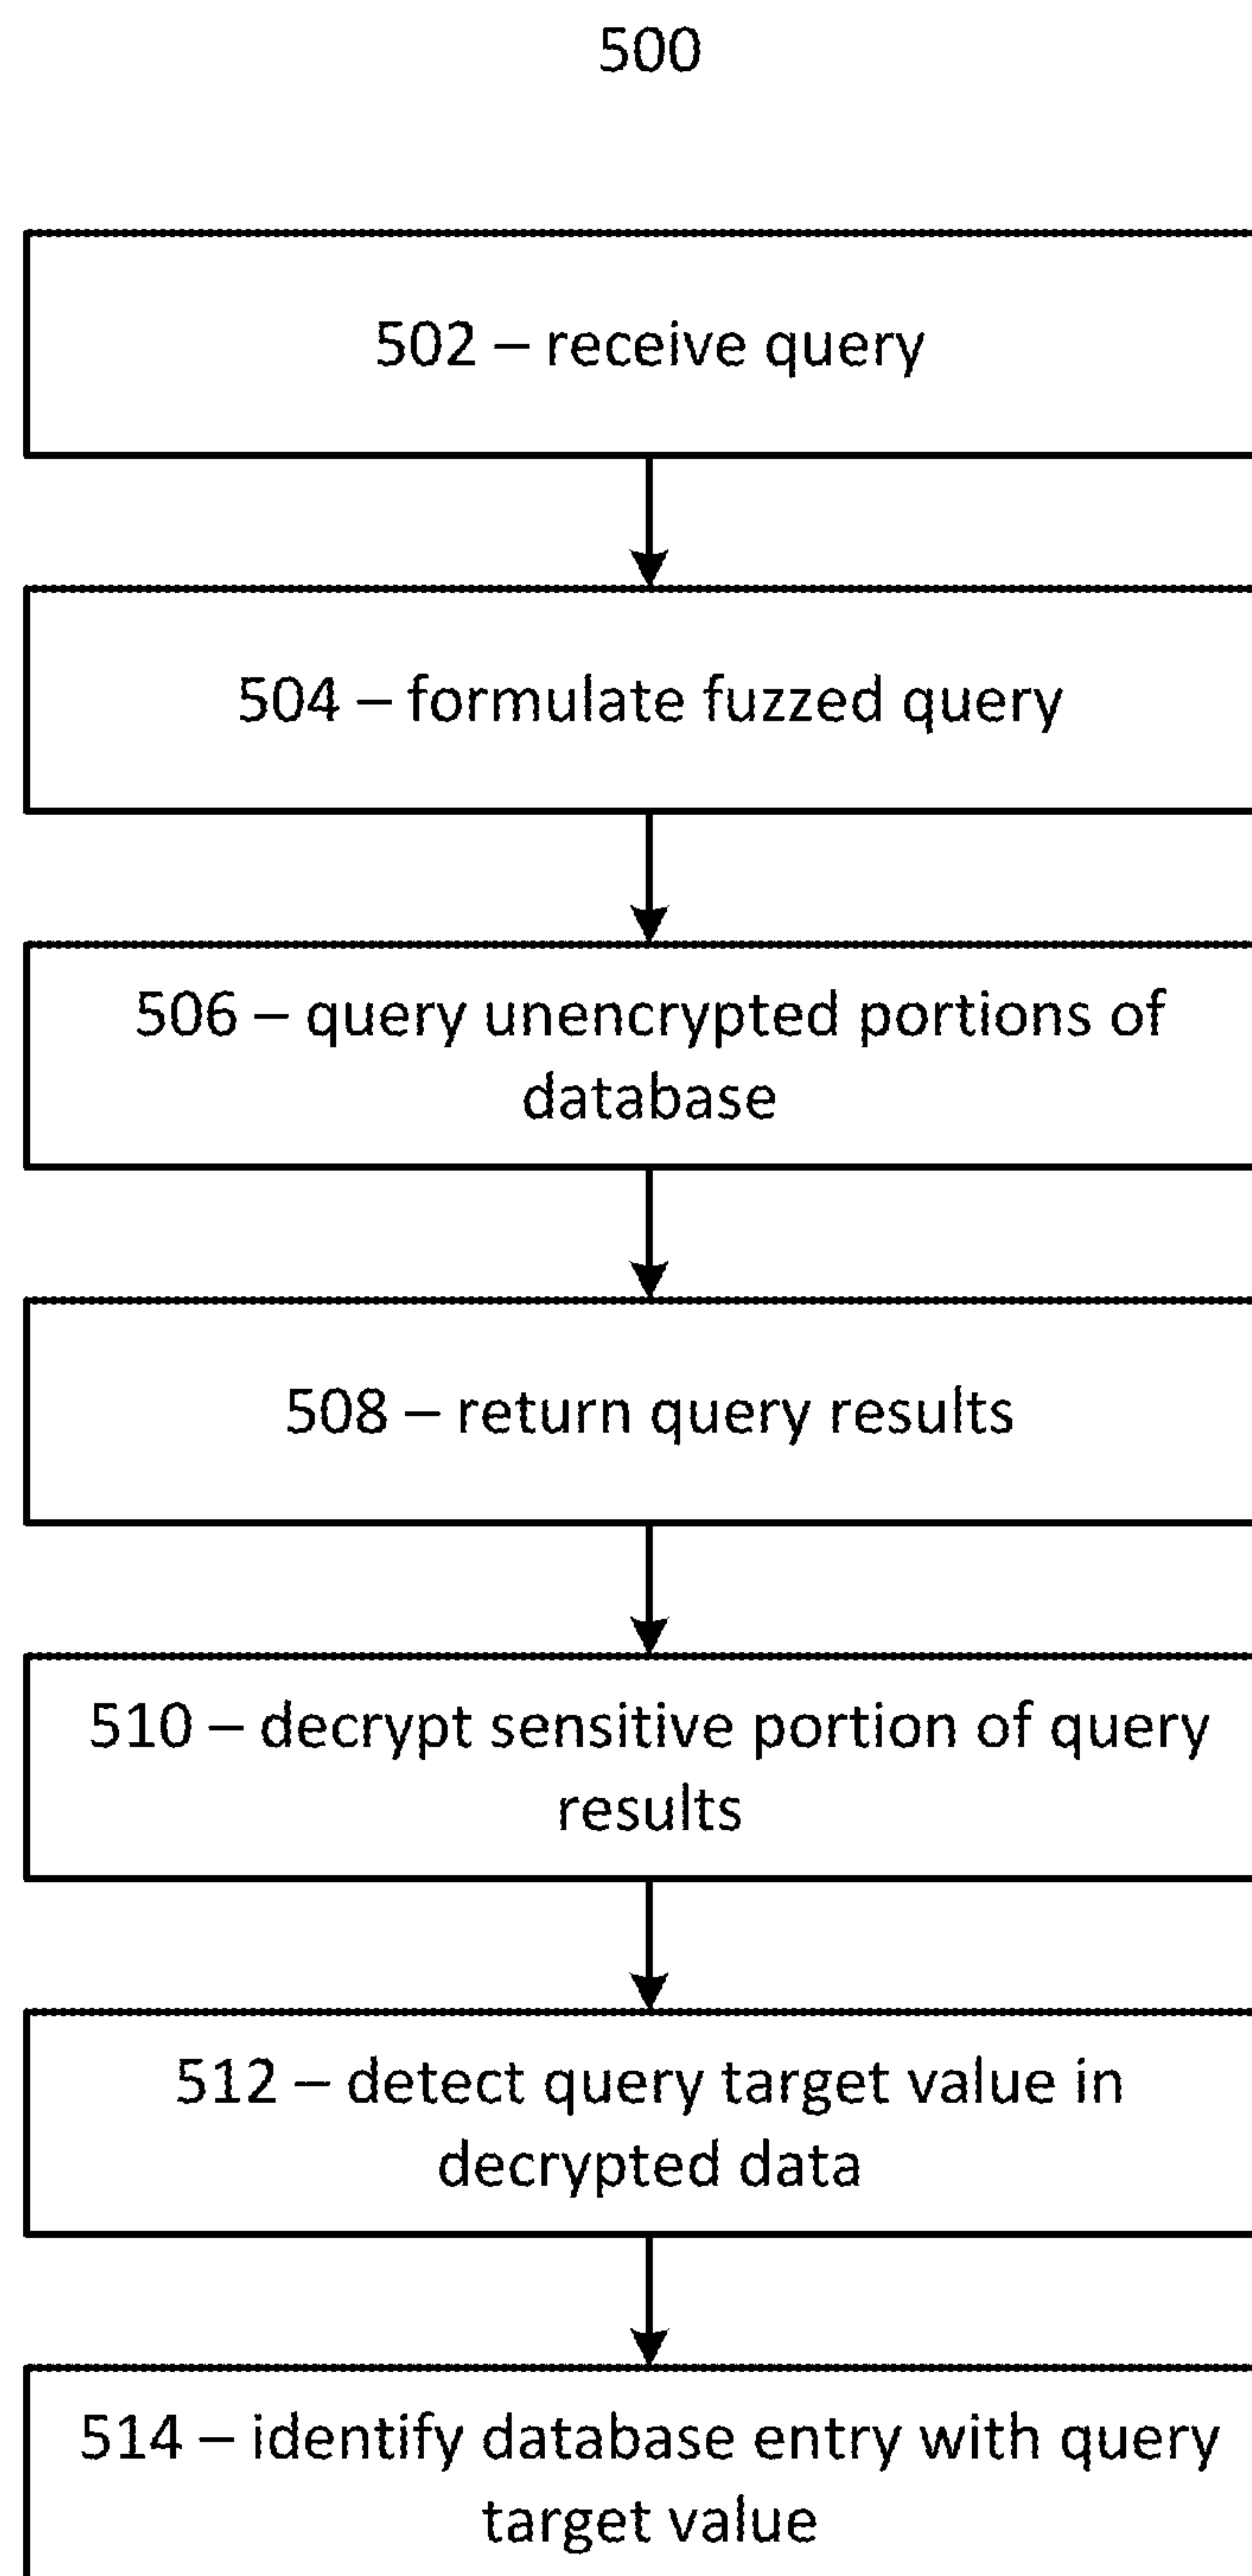 500
502 – receive query
504 – formulate fuzzed query
506 – query unencrypted portions of
database
508 – return query results
510 – decrypt sensitive portion of query
results
512 – detect query target value in
decrypted data
514 – identify database entry with query
target value